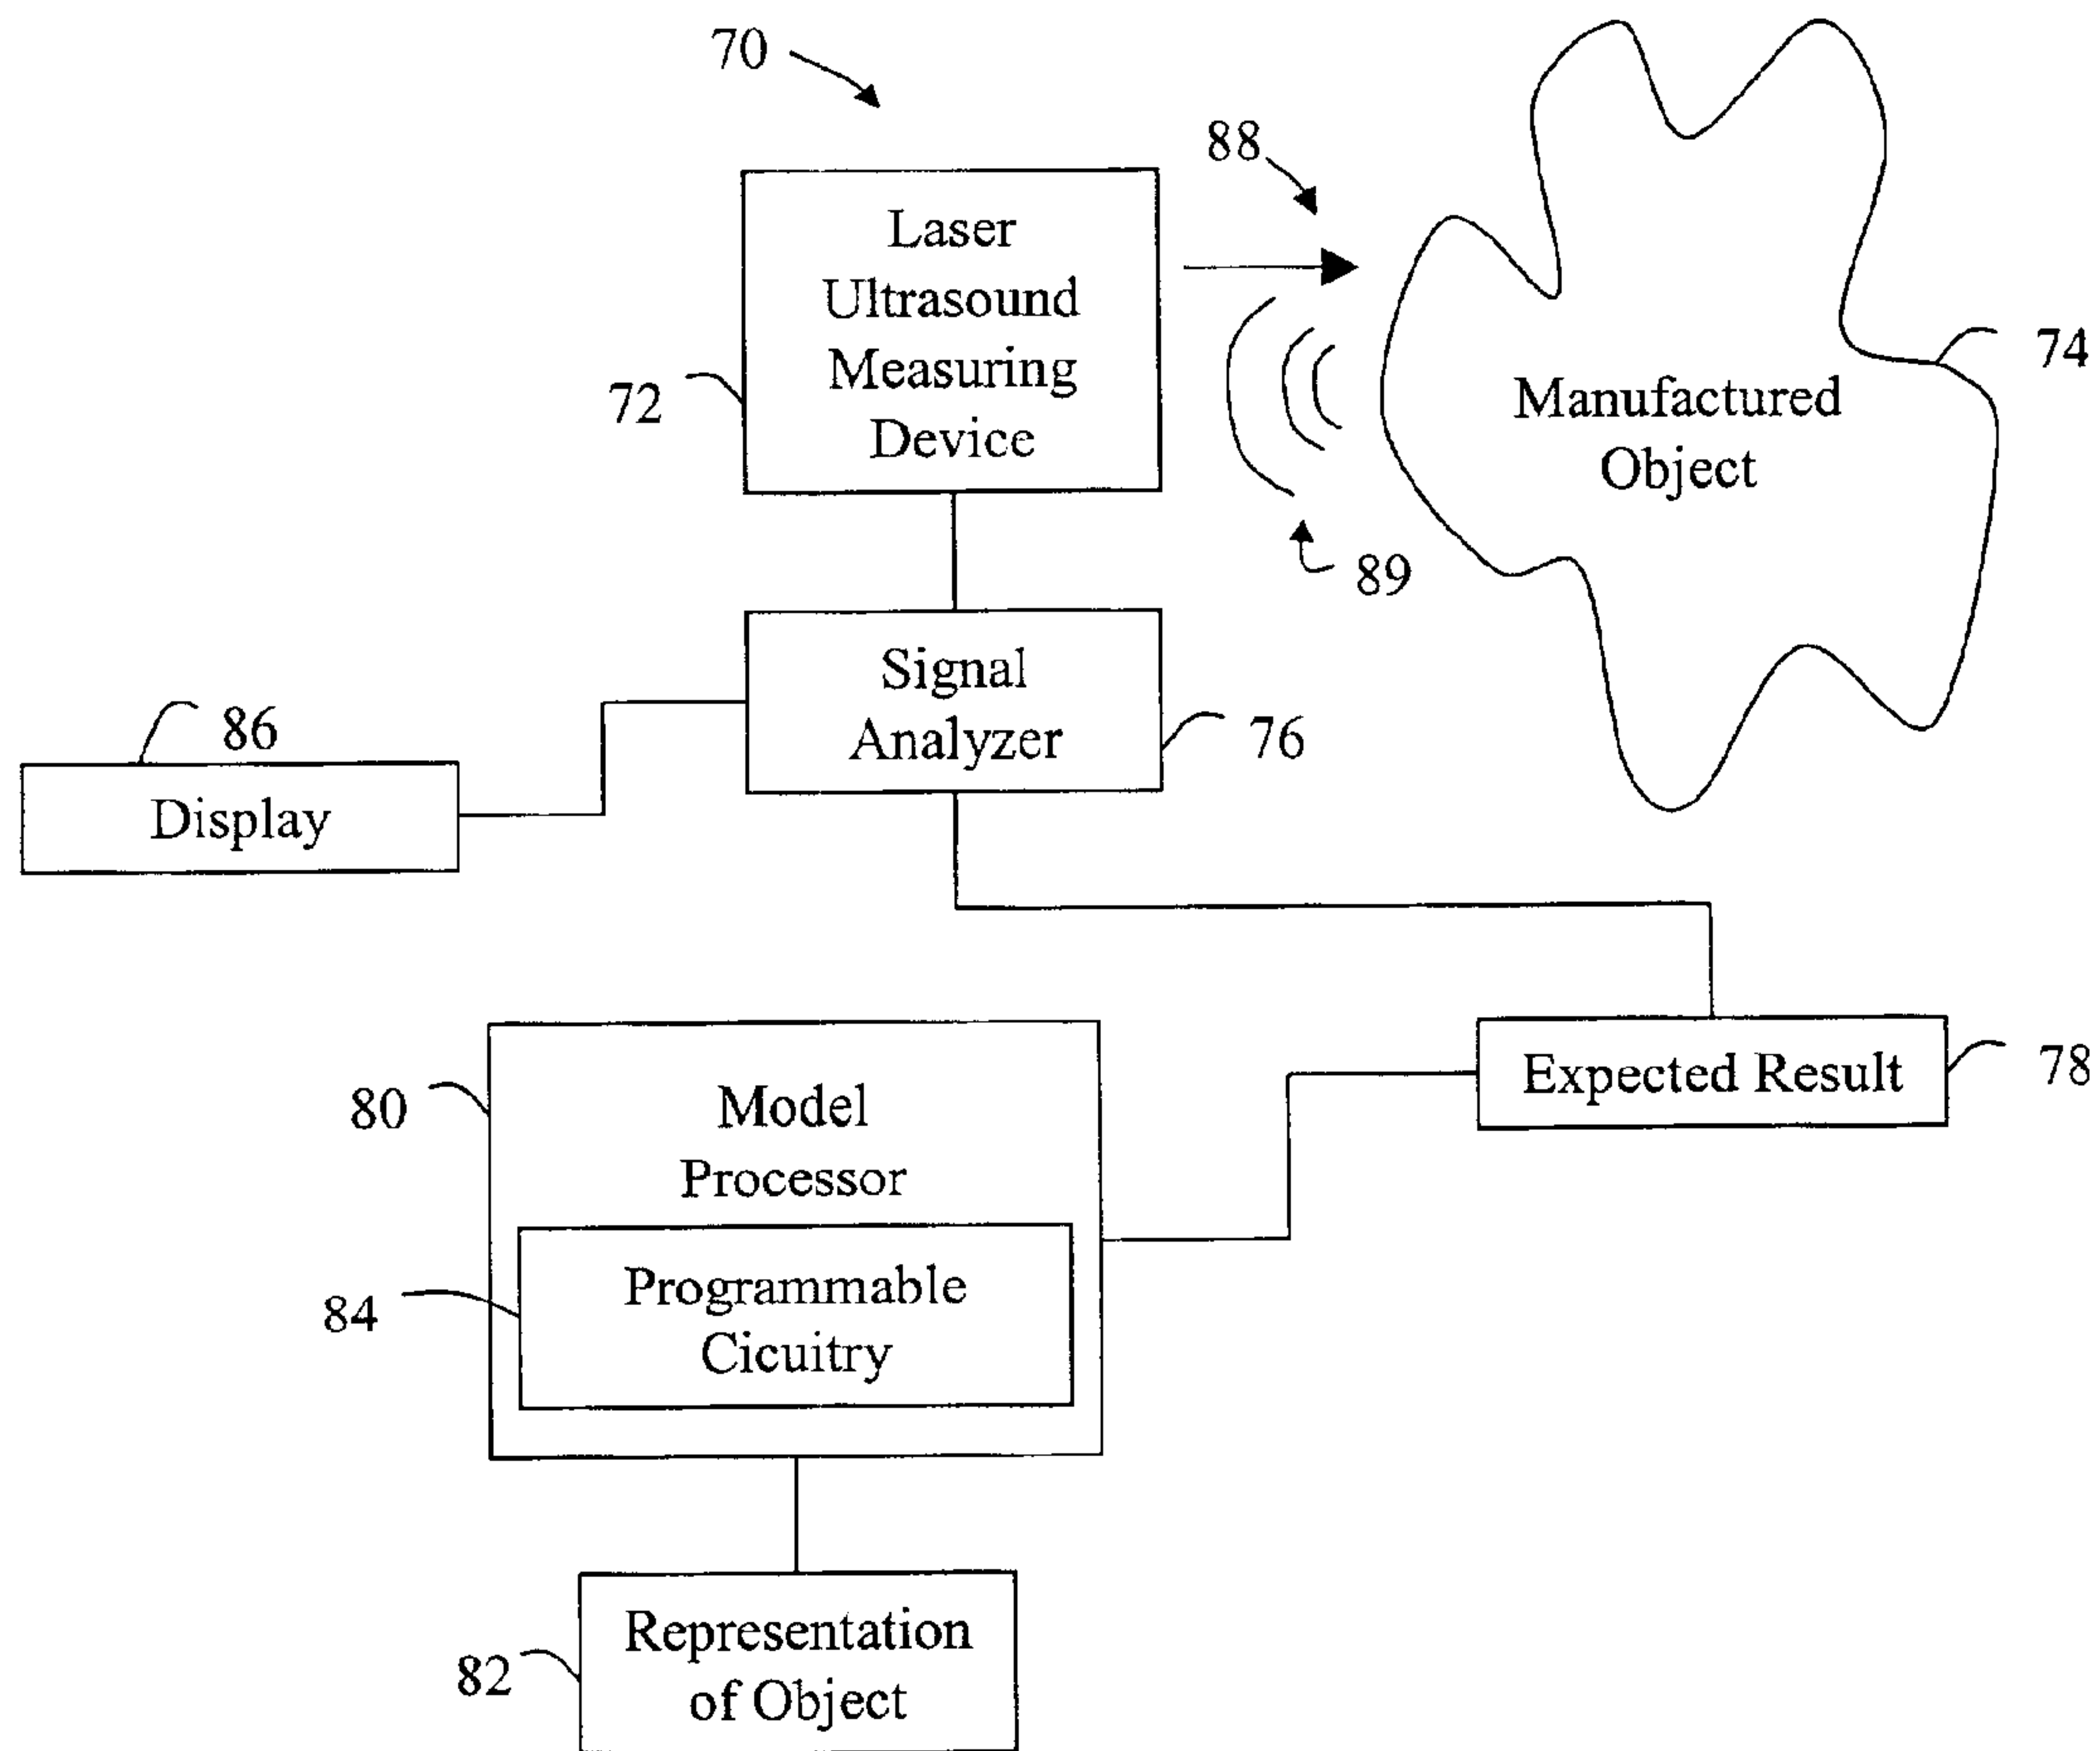 70
88
Laser
Ultrasound
Measuring
Device
72
74
Manufactured
Object
89
Signal
Analyzer
76
86
Display
78
Expected Result
80
Model
Processor
84
Programmable
Cicuitry
82
Representation
of Object